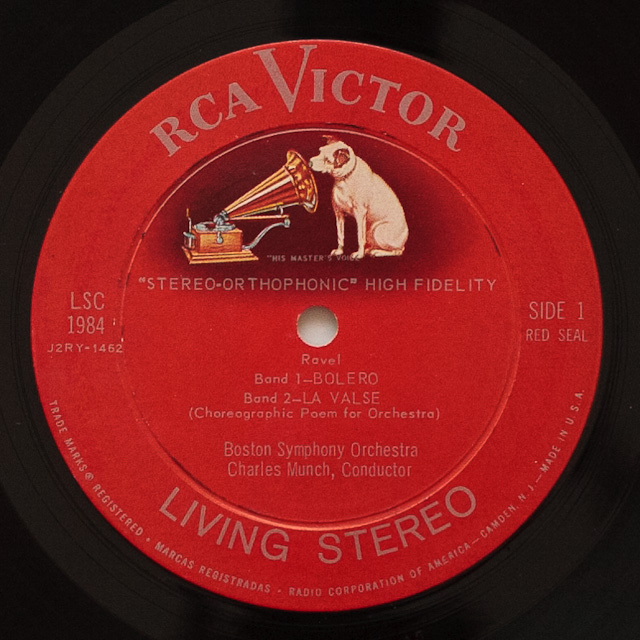 RCA VICTOR
"HIS MASTER'S VOICE"
"STEREO-ORTHOPHONIC" HIGH FIDELITY
LSC
1984
J2RY-1462
SIDE 1
RED SEAL
Ravel
Band 1—BOLERO
Band 2—LA VALSE
(Choreographic Poem for Orchestra)
Boston Symphony Orchestra
Charles Munch, Conductor
LIVING STEREO
TRADE MARKS® REGISTERED • MARCAS REGISTRADAS • RADIO CORPORATION OF AMERICA—CAMDEN, N.J.—MADE IN U.S.A.